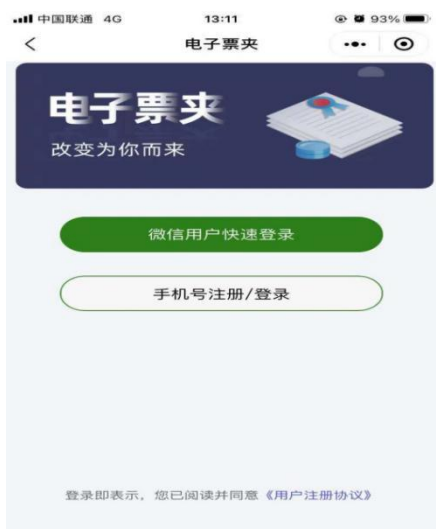 中国联通 4G 13:11 93%
电子票夹
电子票夹
改变为你而来
微信用户快速登录
手机号注册/登录
登录即表示，您已阅读并同意《用户注册协议》